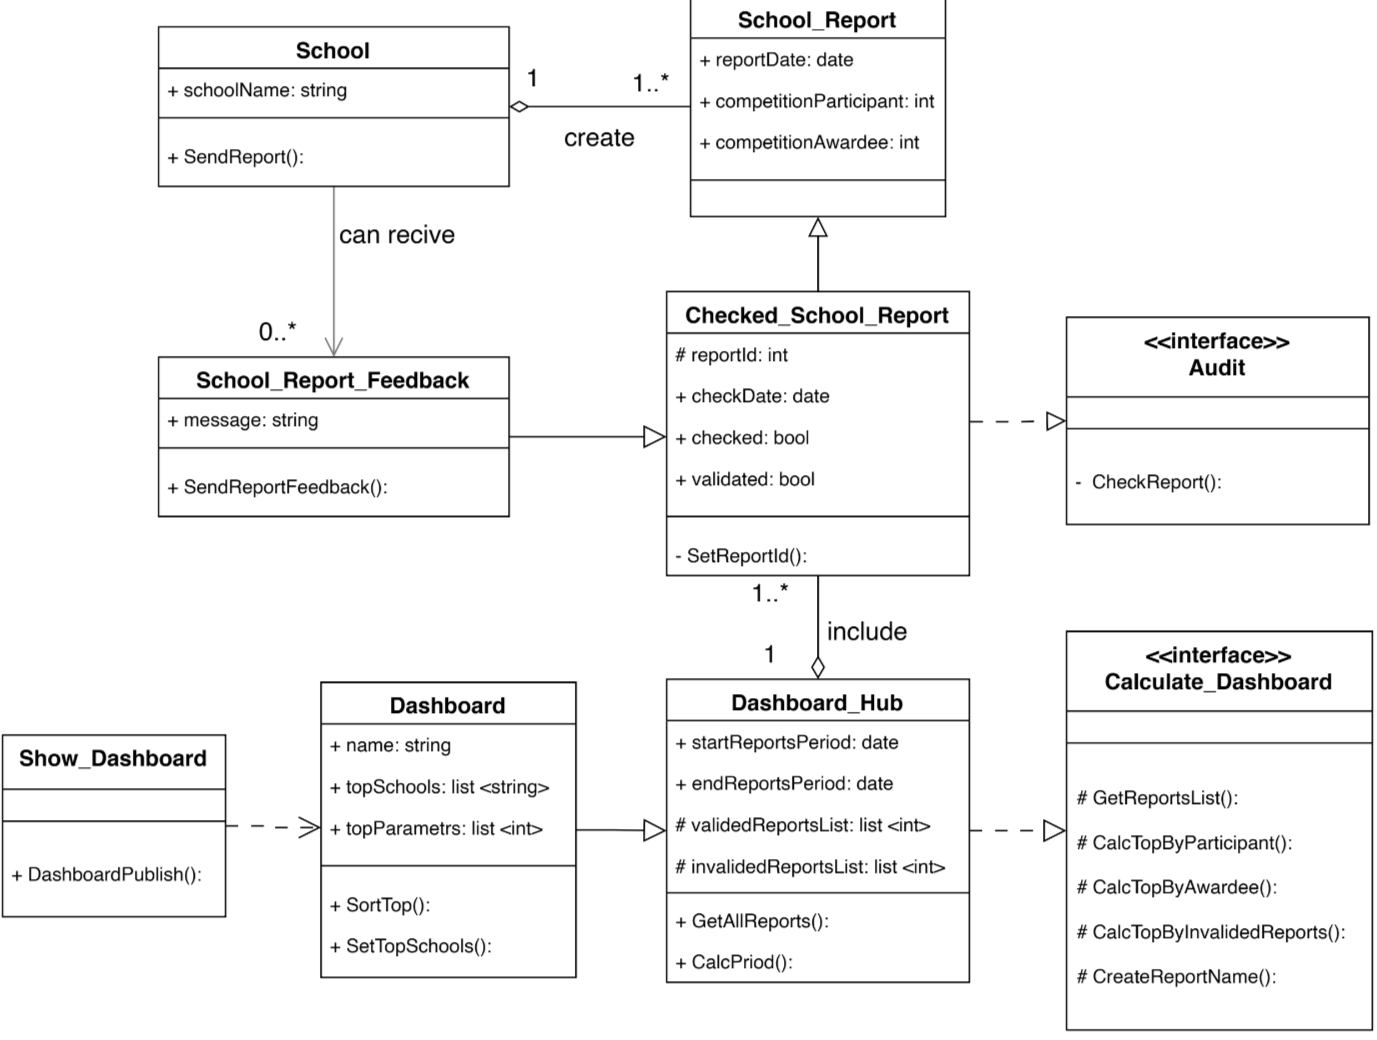 School
+ schoolName: string
+ SendReport():
1
1..*
create
School_Report
+ reportDate: date
+ competitionParticipant: int
+ competitionAwardee: int
can recive
0..*
School_Report_Feedback
+ message: string
+ SendReportFeedback():
Checked_School_Report
# reportId: int
+ checkDate: date
+ checked: bool
+ validated: bool
- SetReportId():
<<interface>>
Audit
- CheckReport():
1..*
include
1
Show_Dashboard
+ DashboardPublish():
Dashboard
+ name: string
+ topSchools: list <string>
+ topParametrs: list <int>
+ SortTop():
+ SetTopSchools():
Dashboard_Hub
+ startReportsPeriod: date
+ endReportsPeriod: date
# validedReportsList: list <int>
# invalidedReportsList: list <int>
+ GetAllReports():
+ CalcPriod():
<<interface>>
Calculate_Dashboard
# GetReportsList():
# CalcTopByParticipant():
# CalcTopByAwardee():
# CalcTopByInvalidedReports():
# CreateReportName():